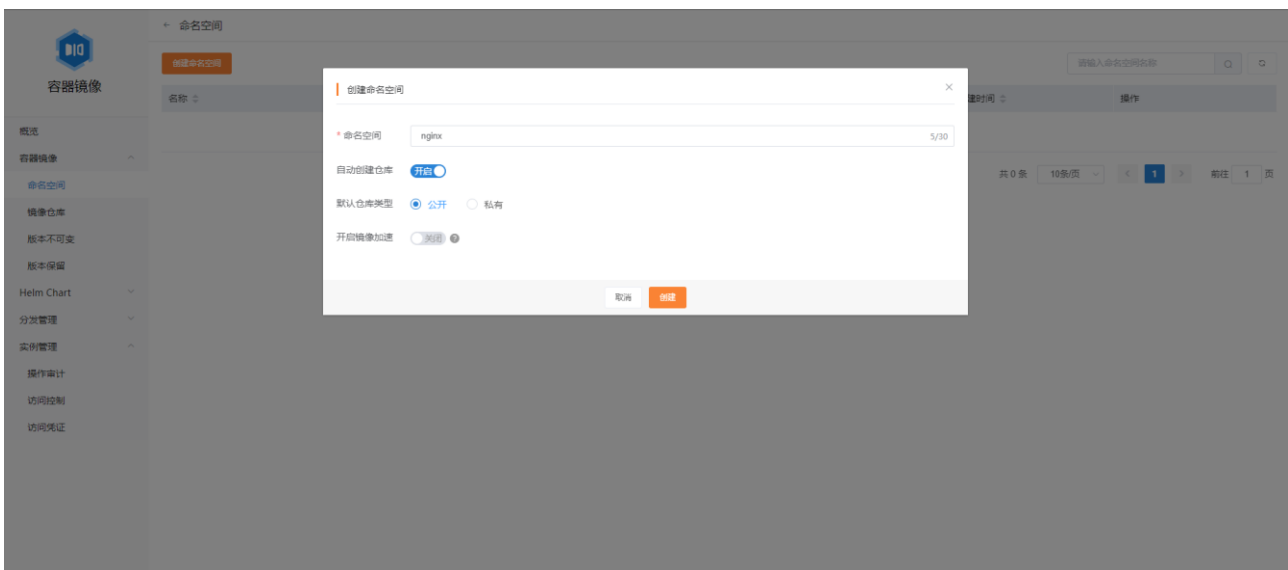 容器镜像
概览
容器镜像
命名空间
镜像仓库
版本不可变
版本保留
Helm Chart
分发管理
实例管理
操作审计
访问控制
访问凭证
← 命名空间
创建命名空间
请输入命名空间名称
名称
建时间
操作
共 0 条 10条/页 < 1 > 前往 1 页
创建命名空间
* 命名空间 nginx 5/30
自动创建仓库 开启
默认仓库类型 公开 私有
开启镜像加速 关闭
取消 创建